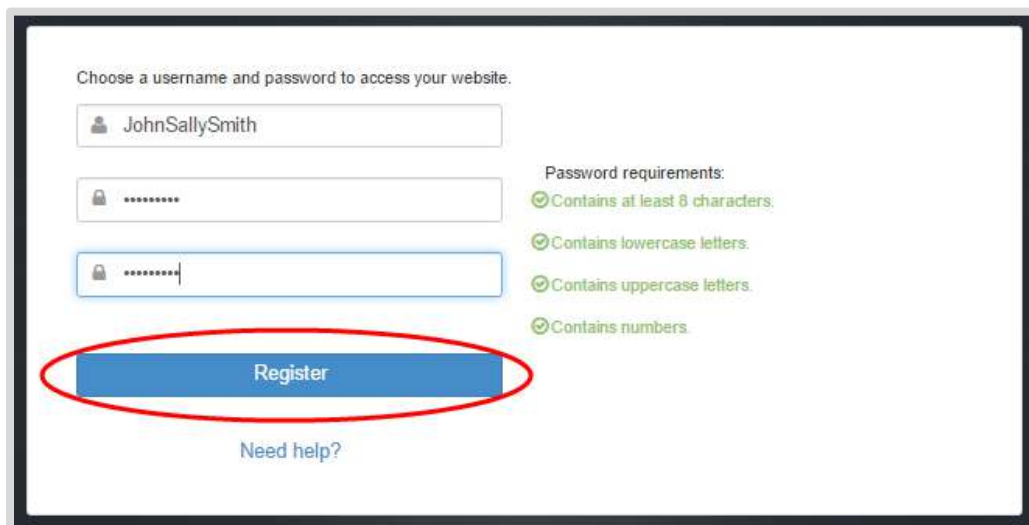 Choose a username and password to access your website.
JohnSallySmith
•••••••••
•••••••••
Password requirements:
Contains at least 8 characters.
Contains lowercase letters.
Contains uppercase letters.
Contains numbers.
Register
Need help?